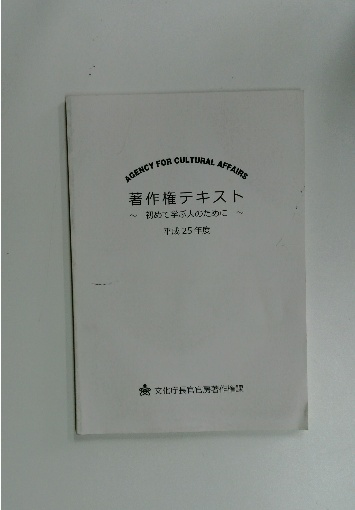 AGENCY FOR CULTURAL AFFAIRS
著作権テキスト
～ 初めて学ぶ人のために ～
平成25年度
文化庁長官官房著作権課